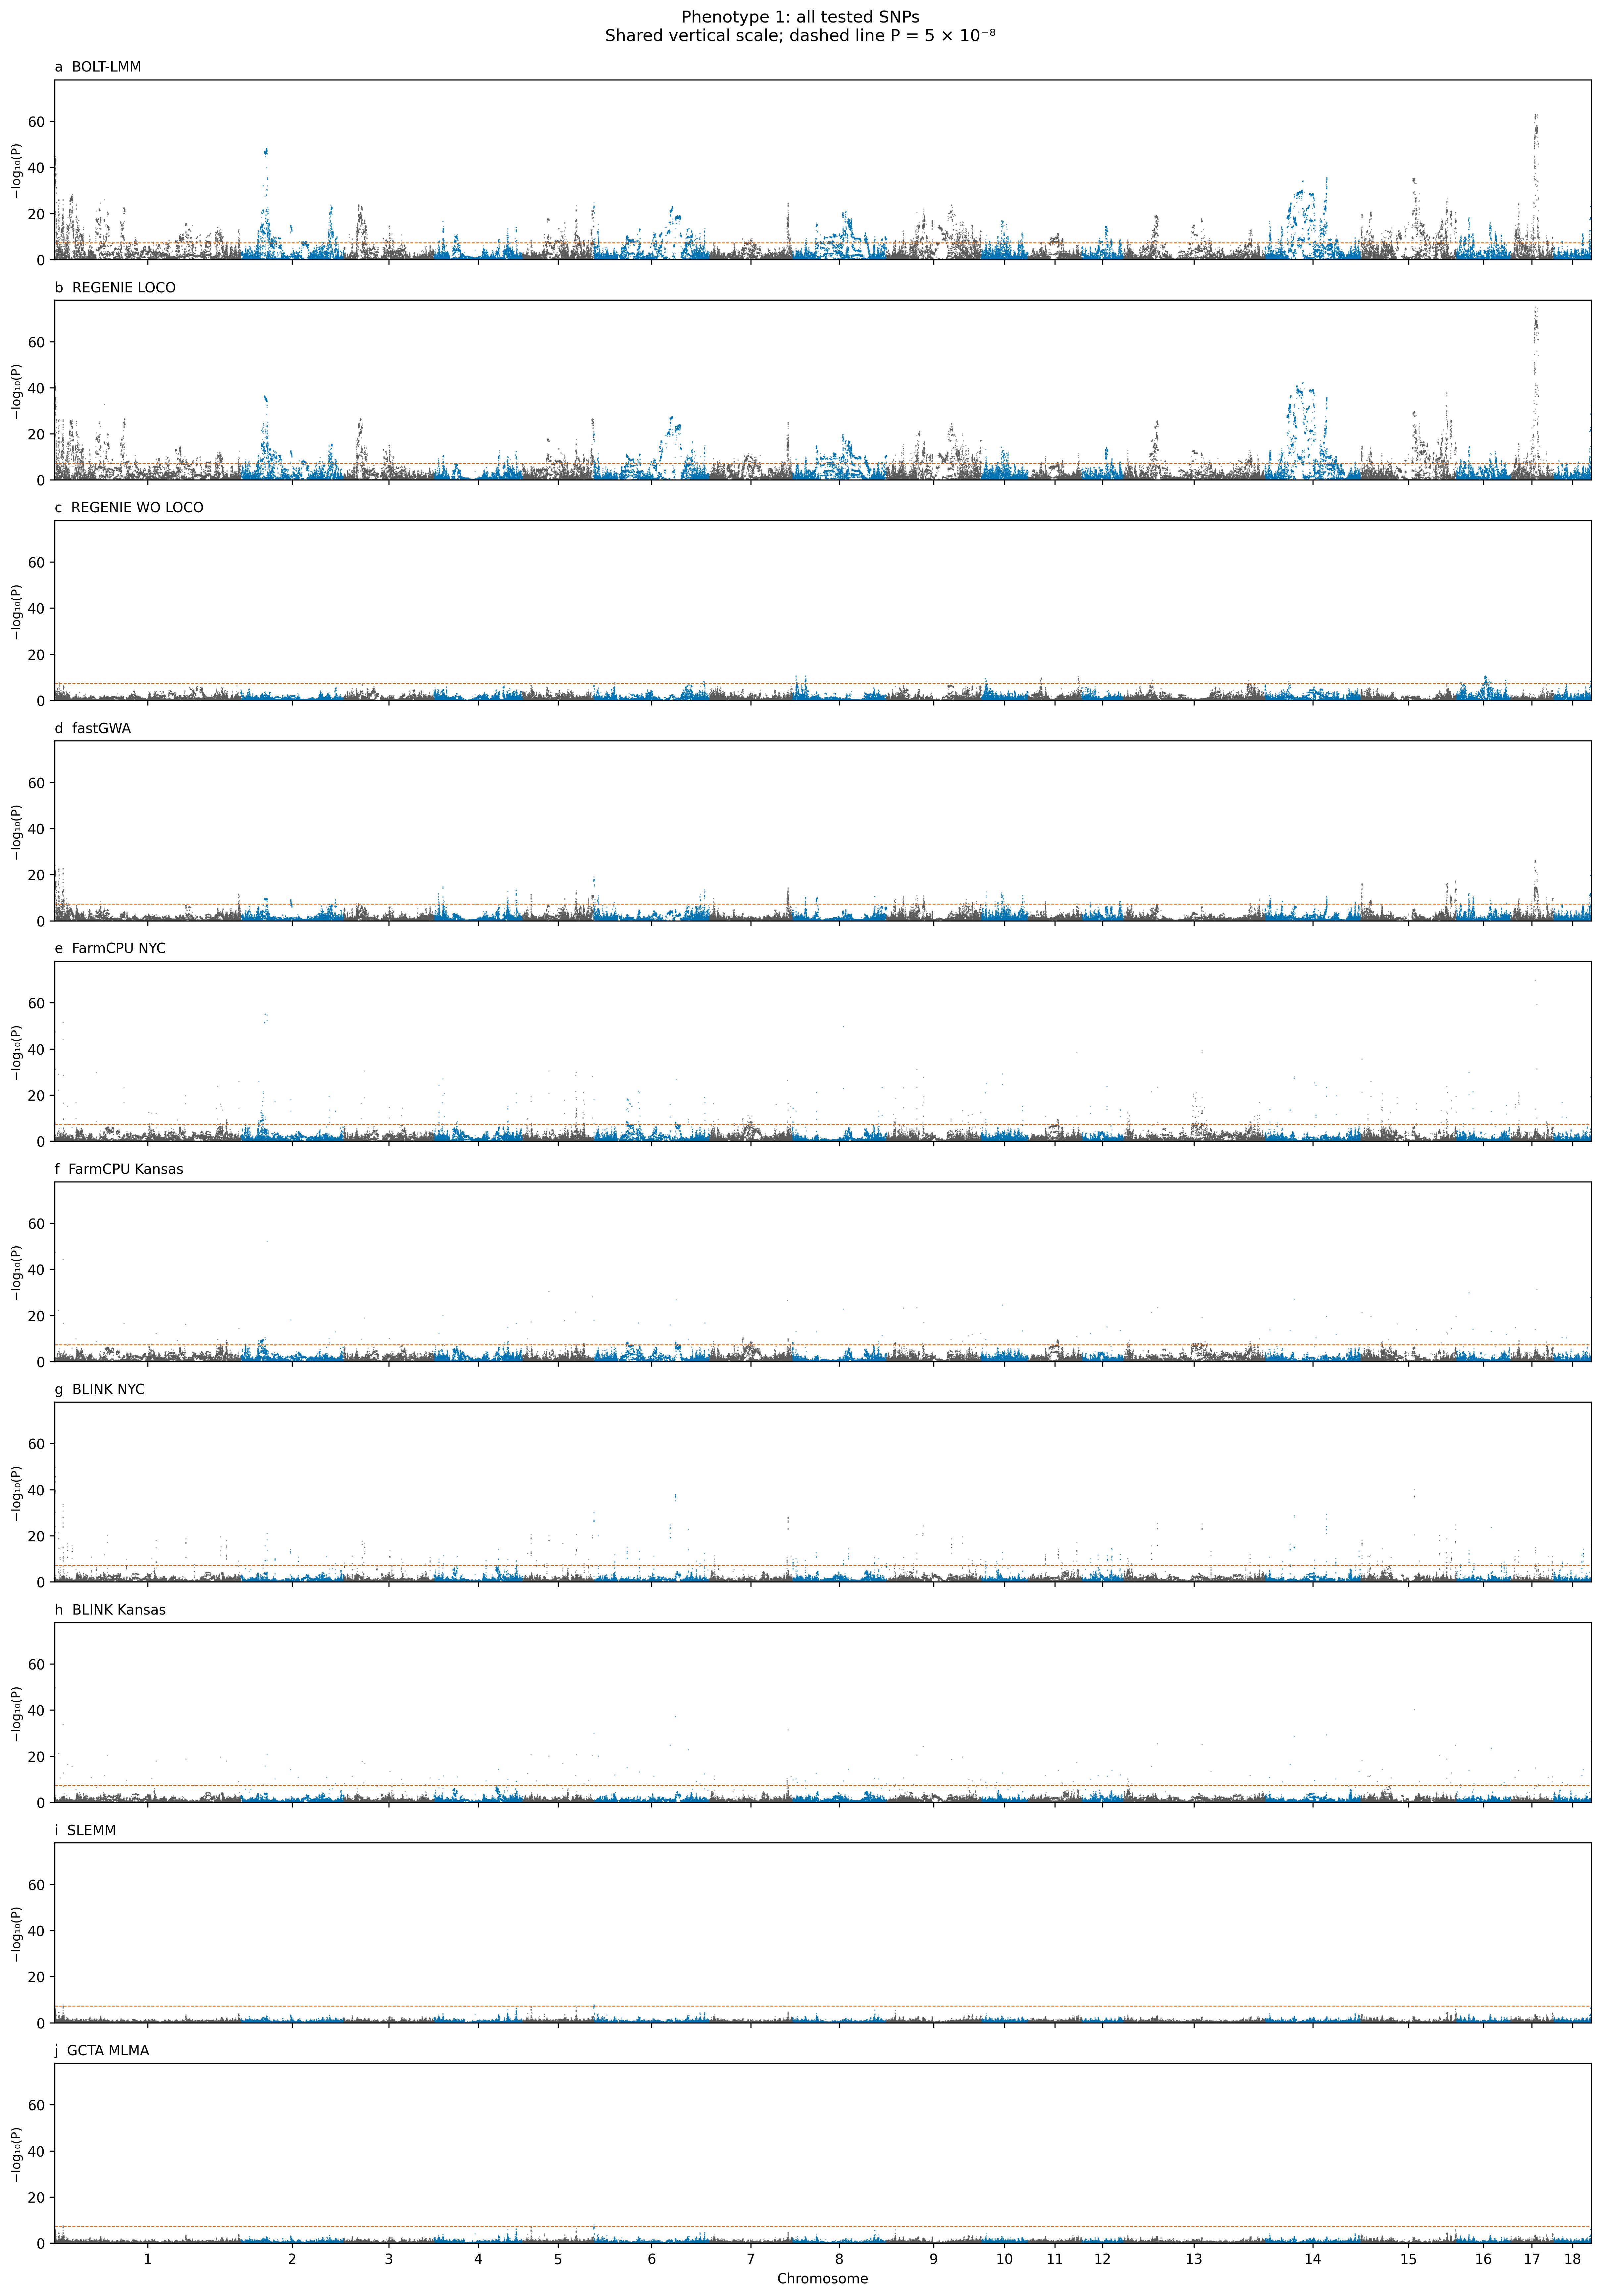 Phenotype 1: all tested SNPs
Shared vertical scale; dashed line P = 5 × 10⁻⁸
a BOLT-LMM
−log₁₀(P)
60
40
20
0
b REGENIE LOCO
−log₁₀(P)
60
40
20
0
c REGENIE WO LOCO
−log₁₀(P)
60
40
20
0
d fastGWA
−log₁₀(P)
60
40
20
0
e FarmCPU NYC
−log₁₀(P)
60
40
20
0
f FarmCPU Kansas
−log₁₀(P)
60
40
20
0
g BLINK NYC
−log₁₀(P)
60
40
20
0
h BLINK Kansas
−log₁₀(P)
60
40
20
0
i SLEMM
−log₁₀(P)
60
40
20
0
j GCTA MLMA
−log₁₀(P)
60
40
20
0
1 2 3 4 5 6 7 8 9 10 11 12 13 14 15 16 17 18
Chromosome